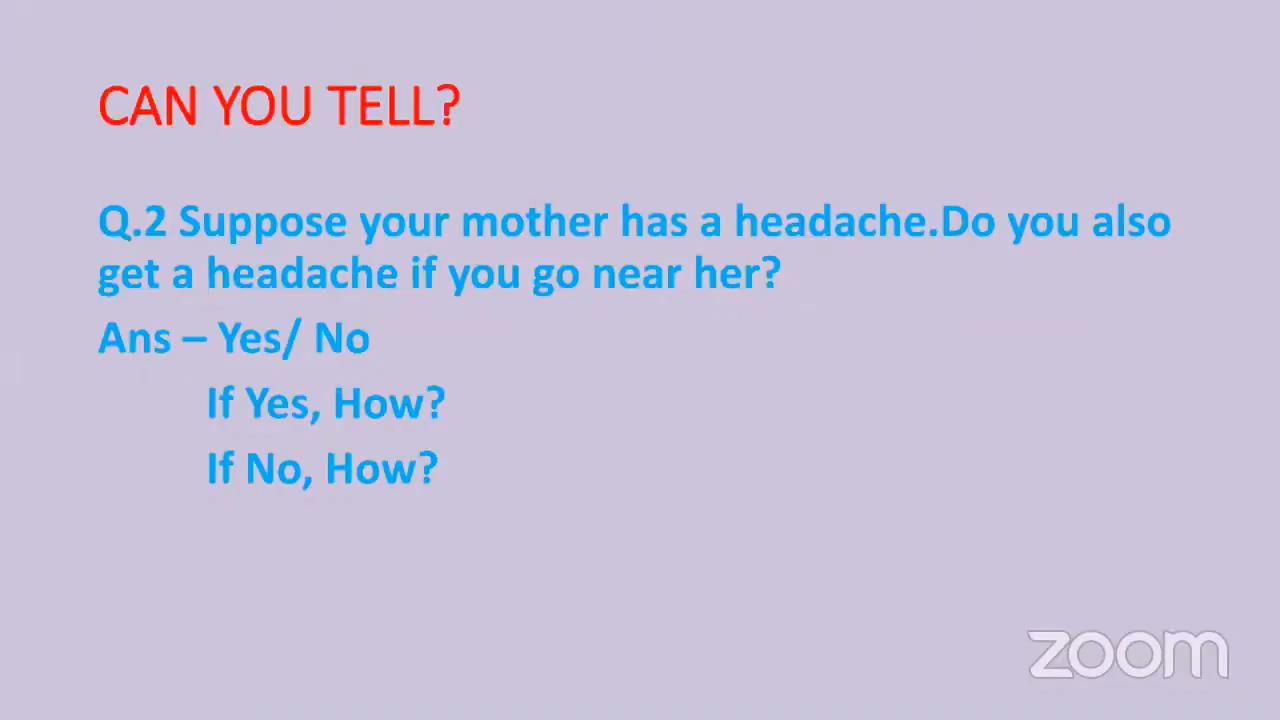 CAN YOU TELL?
Q.2 Suppose your mother has a headache.Do you also
get a headache if you go near her?
Ans – Yes/ No
If Yes, How?
If No, How?
zoom